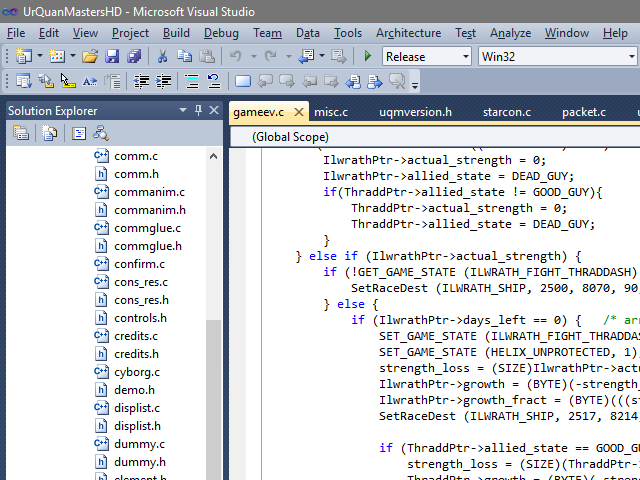 UrQuanMastersHD - Microsoft Visual Studio
File Edit View Project Build Debug Team Data Tools Architecture Test Analyze Window Help
Release Win32
Solution Explorer
gameev.c misc.c uqmversion.h starcon.c packet.c
(Global Scope)
comm.c
comm.h
commanim.c
commanim.h
commglue.c
commglue.h
confirm.c
cons_res.c
cons_res.h
controls.h
credits.c
credits.h
cyborg.c
demo.h
displist.c
displist.h
dummy.c
dummy.h
element.h
IlwrathPtr->actual_strength = 0;
IlwrathPtr->allied_state = DEAD_GUY;
if(ThraddPtr->allied_state != GOOD_GUY){
ThraddPtr->actual_strength = 0;
ThraddPtr->allied_state = DEAD_GUY;
}
} else if (IlwrathPtr->actual_strength) {
if (!GET_GAME_STATE (ILWRATH_FIGHT_THRADDASH)
SetRaceDest (ILWRATH_SHIP, 2500, 8070, 90,
} else {
if (IlwrathPtr->days_left == 0) { /* arr
SET_GAME_STATE (ILWRATH_FIGHT_THRADDAS
SET_GAME_STATE (HELIX_UNPROTECTED, 1)
strength_loss = (SIZE)IlwrathPtr->actu
IlwrathPtr->growth = (BYTE)(-strength_
IlwrathPtr->growth_fract = (BYTE)(((st
SetRaceDest (ILWRATH_SHIP, 2517, 8214,
if (ThraddPtr->allied_state == GOOD_GU
strength_loss = (SIZE)(ThraddPtr->
ThraddPtr->growth = (BYTE)(-streng